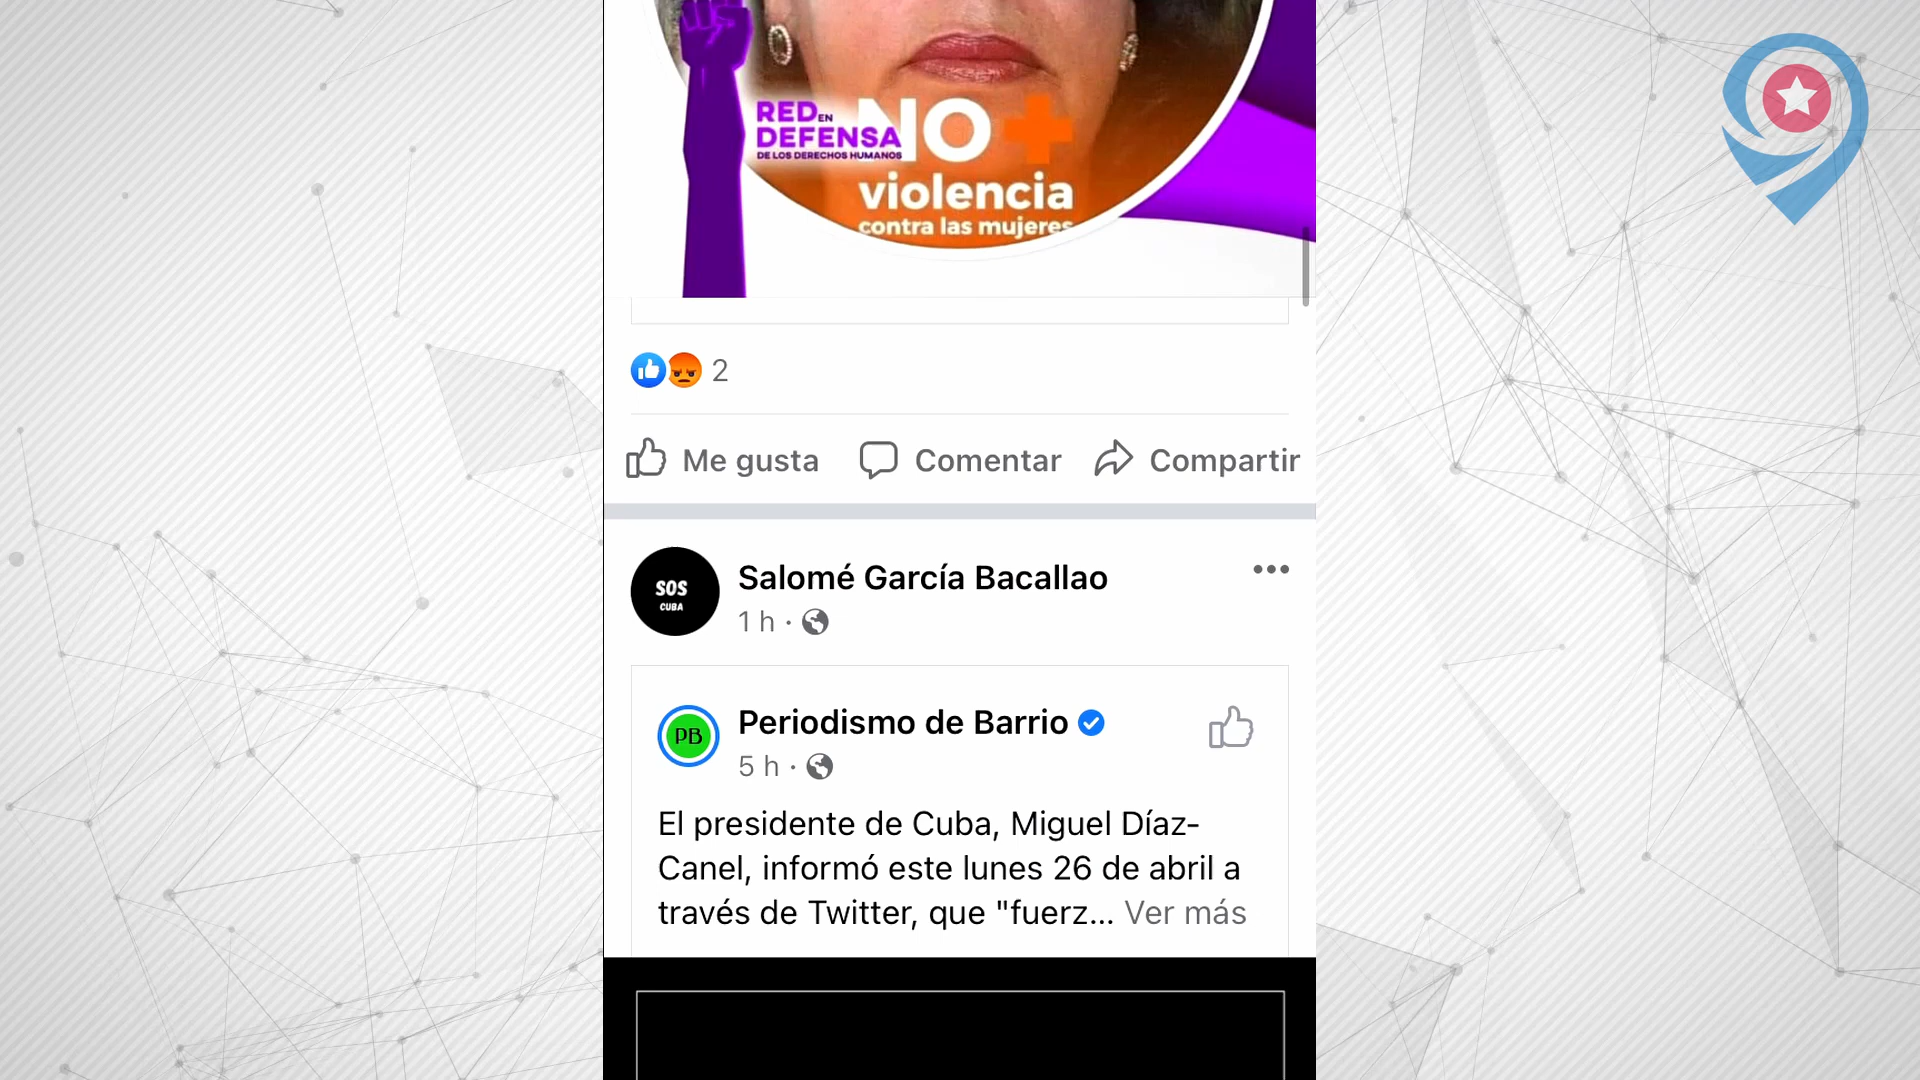 RED EN
DEFENSA
DE LOS DERECHOS HUMANOS
NO +
violencia
contra las mujeres
2
Me gusta
Comentar
Compartir
SOS
CUBA
Salomé García Bacallao
1 h ·
PB
Periodismo de Barrio
5 h ·
El presidente de Cuba, Miguel Díaz-
Canel, informó este lunes 26 de abril a
través de Twitter, que "fuerz... Ver más